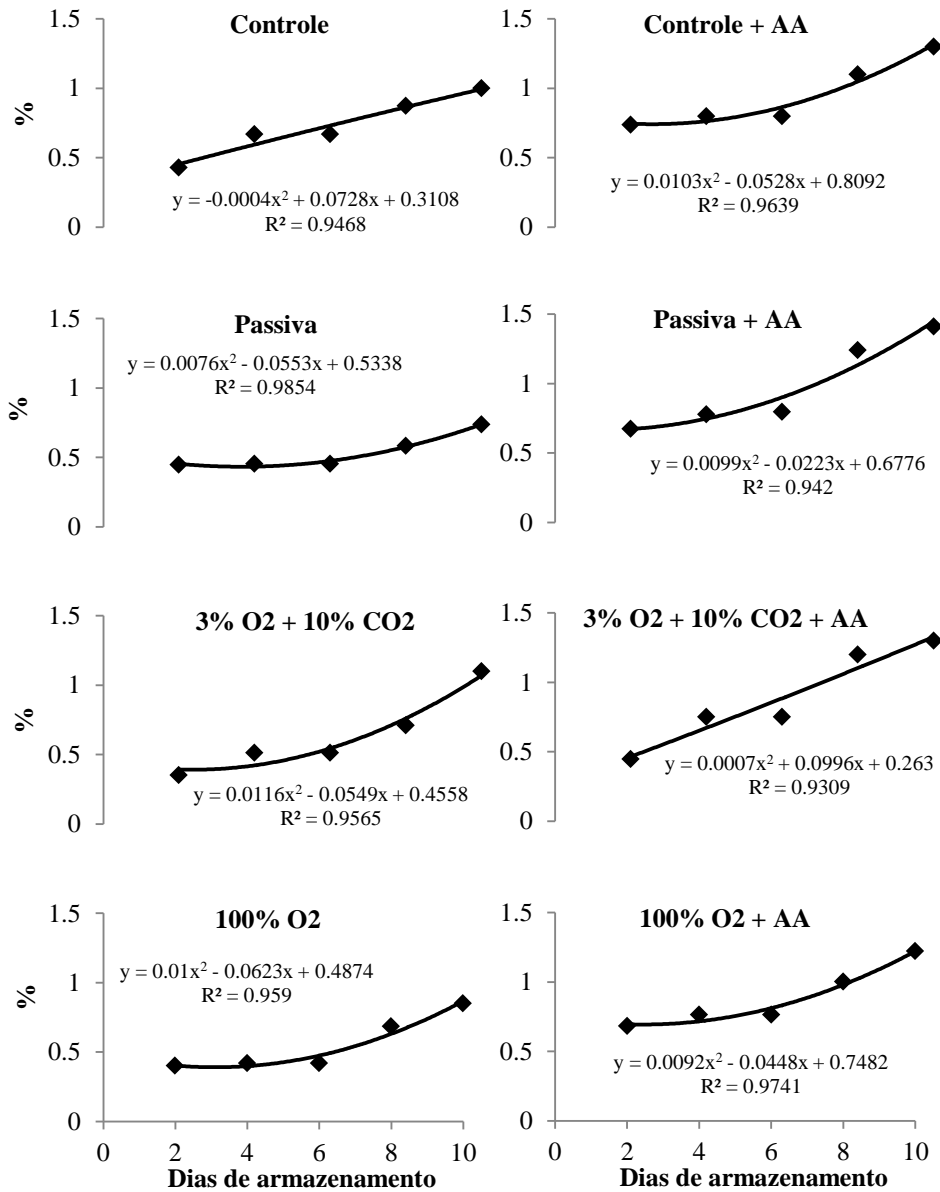 Controle
1.5
1
0.5
0
%
y = -0.0004x² + 0.0728x + 0.3108
R² = 0.9468
Controle + AA
1.5
1
0.5
0
y = 0.0103x² - 0.0528x + 0.8092
R² = 0.9639
Passiva
1.5
1
0.5
0
%
y = 0.0076x² - 0.0553x + 0.5338
R² = 0.9854
Passiva + AA
1.5
1
0.5
0
y = 0.0099x² - 0.0223x + 0.6776
R² = 0.942
3% O2 + 10% CO2
1.5
1
0.5
0
%
y = 0.0116x² - 0.0549x + 0.4558
R² = 0.9565
3% O2 + 10% CO2 + AA
1.5
1
0.5
0
y = 0.0007x² + 0.0996x + 0.263
R² = 0.9309
100% O2
1.5
1
0.5
0
%
y = 0.01x² - 0.0623x + 0.4874
R² = 0.959
0 2 4 6 8 10
Dias de armazenamento
100% O2 + AA
1.5
1
0.5
0
y = 0.0092x² - 0.0448x + 0.7482
R² = 0.9741
0 2 4 6 8 10
Dias de armazenamento